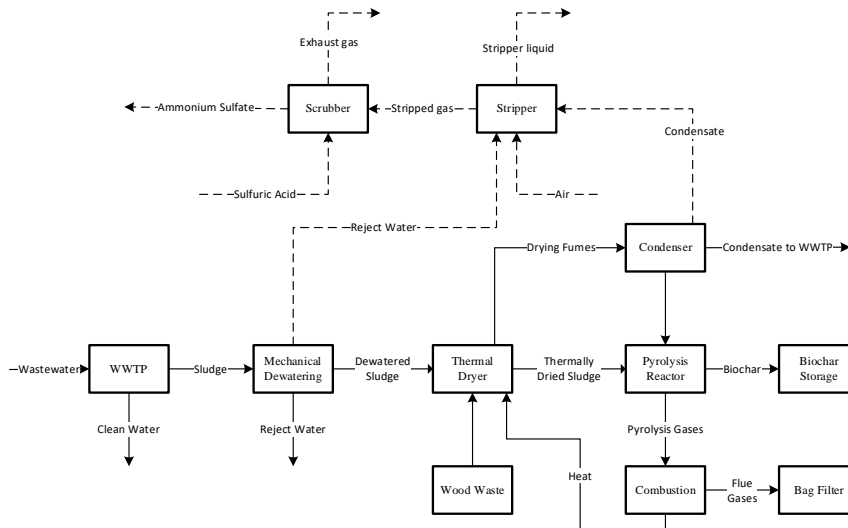 Exhaust gas
Stripper liquid
Ammonium Sulfate
Scrubber
Stripped gas
Stripper
Condensate
Sulfuric Acid
Air
Reject Water
Drying Fumes
Condenser
Condensate to WWTP
Wastewater
WWTP
Sludge
Mechanical
Dewatering
Dewatered
Sludge
Thermal
Dryer
Thermally
Dried Sludge
Pyrolysis
Reactor
Biochar
Biochar
Storage
Clean Water
Reject Water
Pyrolysis Gases
Wood Waste
Heat
Combustion
Flue
Gases
Bag Filter